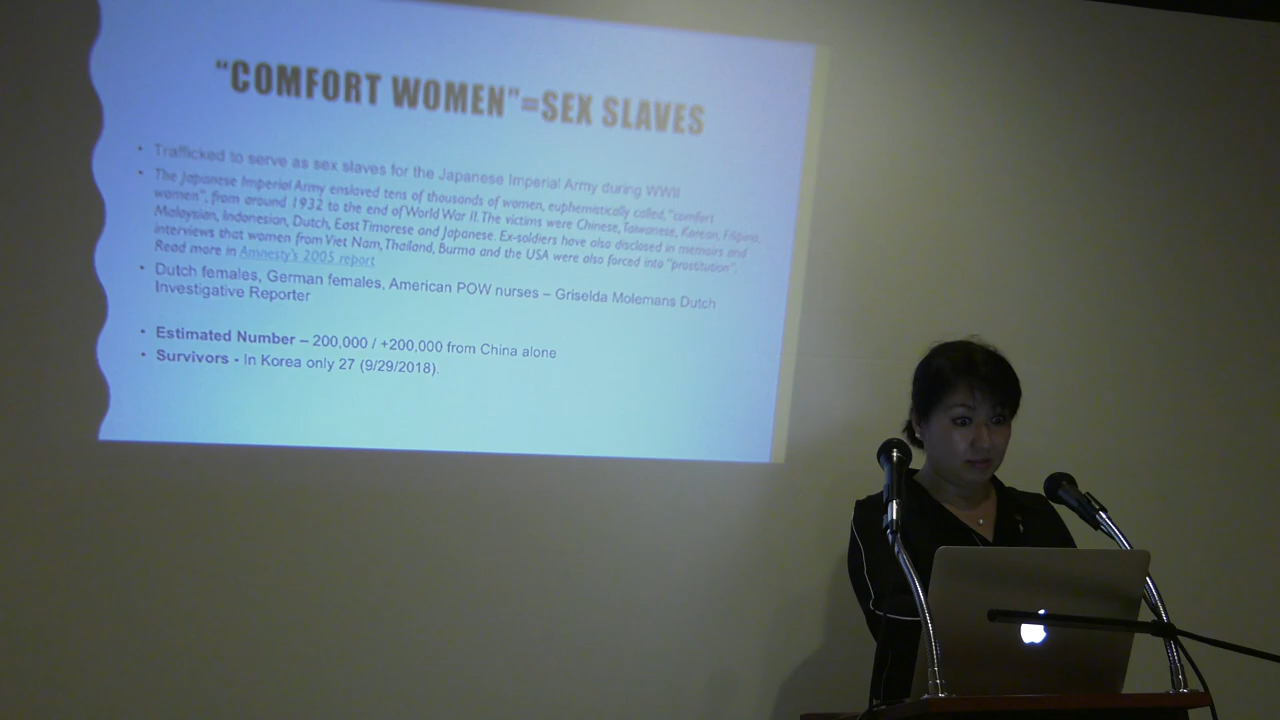 "COMFORT WOMEN"=SEX SLAVES
• Trafficked to serve as sex slaves for the Japanese Imperial Army during WWII
• The Japanese Imperial Army enslaved tens of thousands of women, euphemistically called, "comfort
women", from around 1932 to the end of World War II. The victims were Chinese, Taiwanese, Korean, Filipino,
Malaysian, Indonesian, Dutch, East Timorese and Japanese. Ex-soldiers have also disclosed in memoirs and
interviews that women from Viet Nam, Thailand, Burma and the USA were also forced into "prostitution".
Read more in Amnesty's 2005 report
• Dutch females, German females, American POW nurses – Griselda Molemans Dutch
Investigative Reporter
• Estimated Number – 200,000 / +200,000 from China alone
• Survivors - In Korea only 27 (9/29/2018).